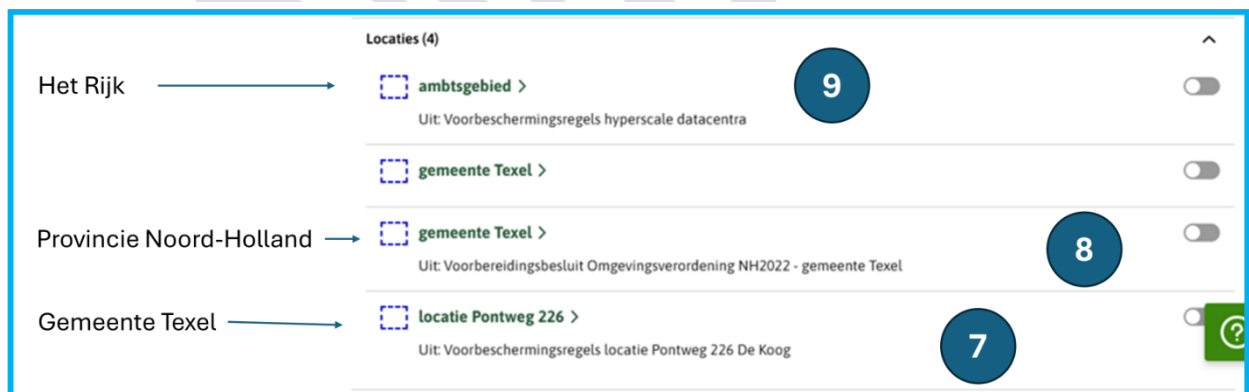 Locaties (4)
Het Rijk
ambtsgebied >
9
Uit: Voorbeschermingsregels hyperscale datacentra
gemeente Texel >
Provincie Noord-Holland
gemeente Texel >
8
Uit: Voorbereidingsbesluit Omgevingsverordening NH2022 - gemeente Texel
Gemeente Texel
locatie Pontweg 226 >
7
Uit: Voorbeschermingsregels locatie Pontweg 226 De Koog
?